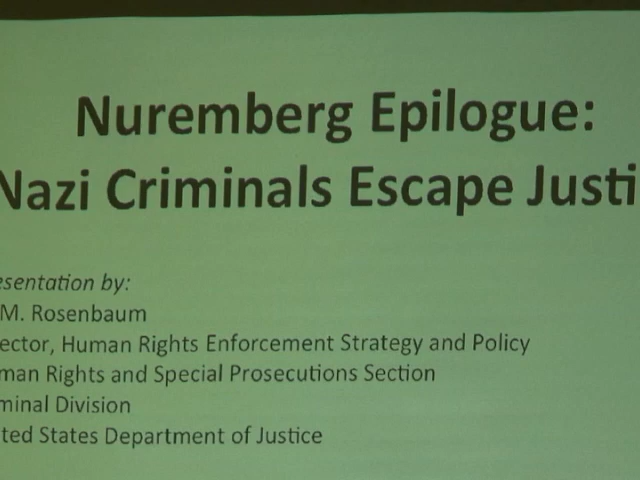 Nuremberg Epilogue:
Nazi Criminals Escape Justi
esentation by:
M. Rosenbaum
ector, Human Rights Enforcement Strategy and Policy
man Rights and Special Prosecutions Section
minal Division
ted States Department of Justice